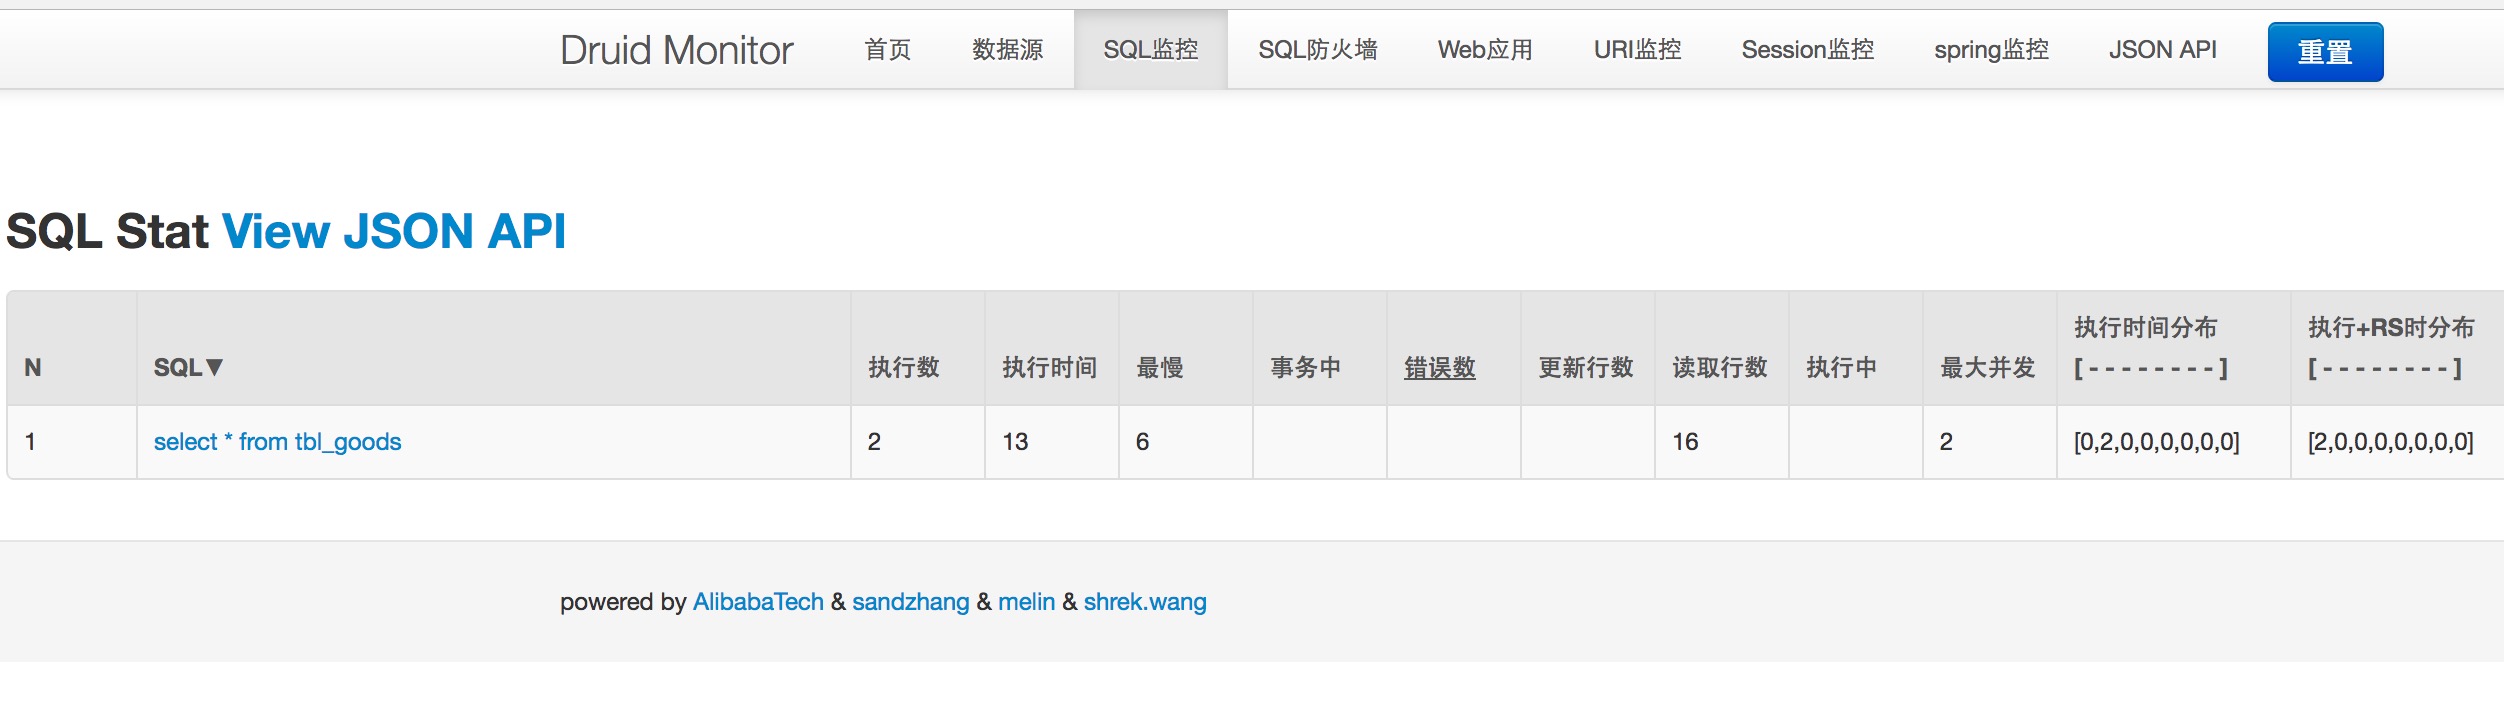 Druid Monitor 首页 数据源 SQL监控 SQL防火墙 Web应用 URI监控 Session监控 spring监控 JSON API 重置
SQL Stat View JSON API
N SQL▼ 执行数 执行时间 最慢 事务中 错误数 更新行数 读取行数 执行中 最大并发 执行时间分布 [ - - - - - - - - ] 执行+RS时分布 [ - - - - - - - - ]
1 select * from tbl_goods 2 13 6 16 2 [0,2,0,0,0,0,0,0] [2,0,0,0,0,0,0,0]
powered by AlibabaTech & sandzhang & melin & shrek.wang